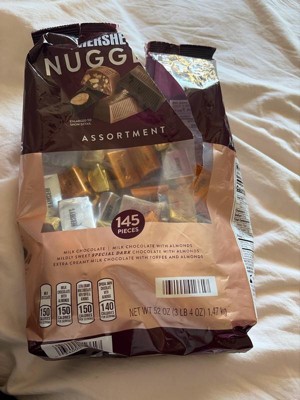 HERSHE
NUGGE
ASSORTMENT
145
PIECES
MILK CHOCOLATE | MILK CHOCOLATE WITH ALMONDS
MILDLY SWEET SPECIAL DARK CHOCOLATE WITH ALMONDS
EXTRA CREAMY MILK CHOCOLATE WITH TOFFEE AND ALMONDS
150
150
150
140
NET WT 52 OZ (3 LB 4 OZ) 1.47 kg